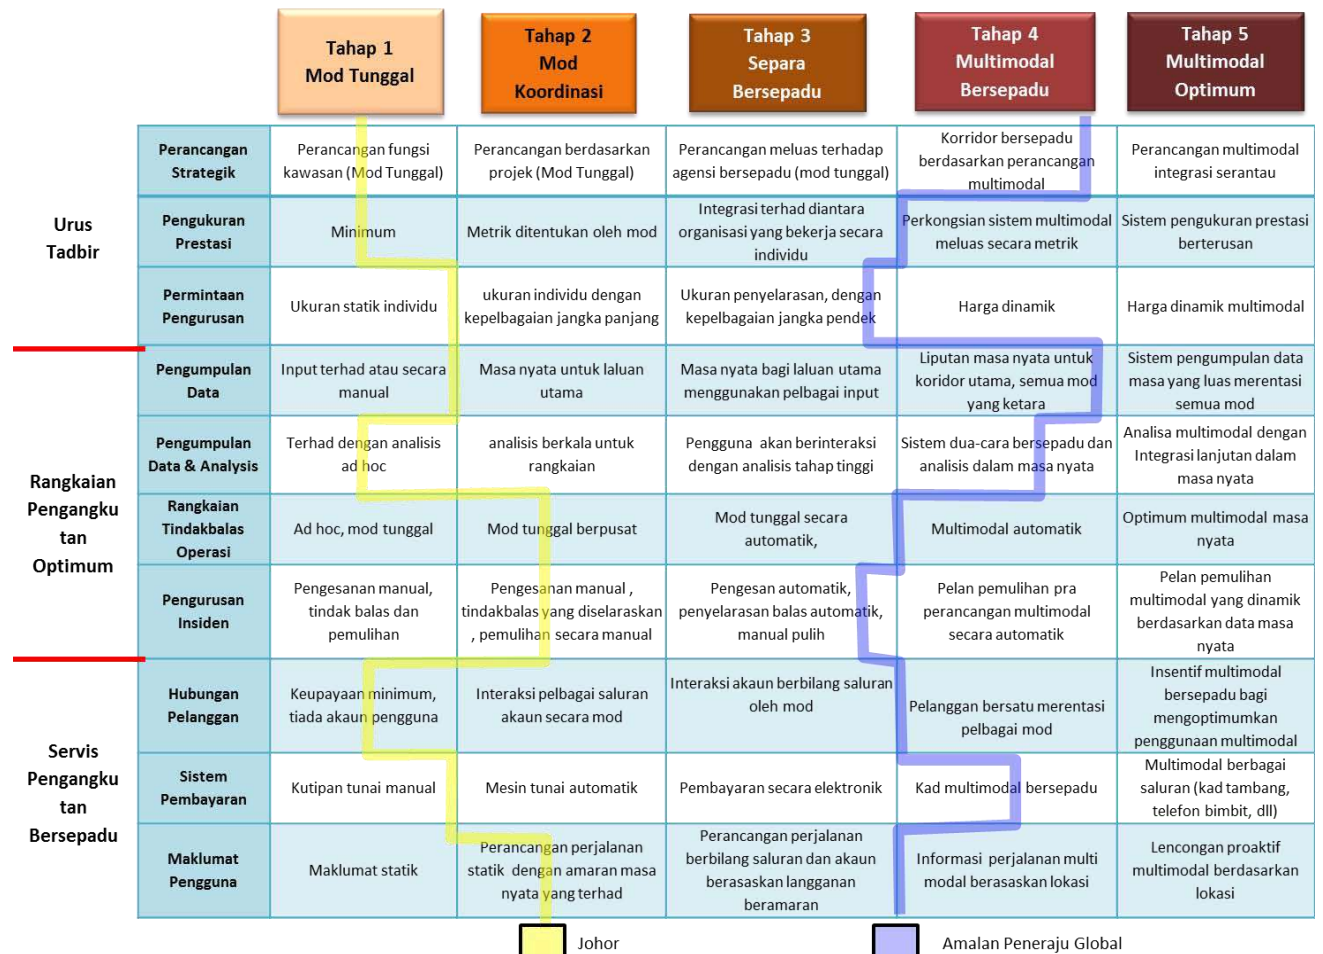 Tahap 1
Mod Tunggal
Tahap 2
Mod
Koordinasi
Tahap 3
Separa
Bersepadu
Tahap 4
Multimodal
Bersepadu
Tahap 5
Multimodal
Optimum
Urus
Tadbir
Perancangan
Strategik
Perancangan fungsi
kawasan (Mod Tunggal)
Perancangan berdasarkan
projek (Mod Tunggal)
Perancangan meluas terhadap
agensi bersepadu (mod tunggal)
Korridor bersepadu
berdasarkan perancangan
multimodal
Perancangan multimodal
integrasi serantau
Pengukuran
Prestasi
Minimum
Metrik ditentukan oleh mod
Integrasi terhad diantara
organisasi yang bekerja secara
individu
Perkongsian sistem multimodal
meluas secara metrik
Sistem pengukuran prestasi
berterusan
Permintaan
Pengurusan
Ukuran statik individu
ukuran individu dengan
kepelbagaian jangka panjang
Ukuran penyelarasan, dengan
kepelbagaian jangka pendek
Harga dinamik
Harga dinamik multimodal
Rangkaian
Pengangku
tan
Optimum
Pengumpulan
Data
Input terhad atau secara
manual
Masa nyata untuk laluan
utama
Masa nyata bagi laluan utama
menggunakan pelbagai input
Liputan masa nyata untuk
koridor utama, semua mod
yang ketara
Sistem pengumpulan data
masa yang luas merentasi
semua mod
Pengumpulan
Data & Analysis
Terhad dengan analisis
ad hoc
analisis berkala untuk
rangkaian
Pengguna akan berinteraksi
dengan analisis tahap tinggi
Sistem dua-cara bersepadu dan
analisis dalam masa nyata
Analisa multimodal dengan
Integrasi lanjutan dalam
masa nyata
Rangkaian
Tindakbalas
Operasi
Ad hoc, mod tunggal
Mod tunggal berpusat
Mod tunggal secara
automatik,
Multimodal automatik
Optimum multimodal masa
nyata
Pengurusan
Insiden
Pengesanan manual,
tindak balas dan
pemulihan
Pengesanan manual ,
tindakbalas yang diselaraskan
, pemulihan secara manual
Pengesan automatik,
penyelarasan balas automatik,
manual pulih
Pelan pemulihan pra
perancangan multimodal
secara automatik
Pelan pemulihan
multimodal yang dinamik
berdasarkan data masa
nyata
Servis
Pengangku
tan
Bersepadu
Hubungan
Pelanggan
Keupayaan minimum,
tiada akaun pengguna
Interaksi pelbagai saluran
akaun secara mod
Interaksi akaun berbilang saluran
oleh mod
Pelanggan bersatu merentasi
pelbagai mod
Insentif multimodal
bersepadu bagi
mengoptimumkan
penggunaan multimodal
Sistem
Pembayaran
Kutipan tunai manual
Mesin tunai automatik
Pembayaran secara elektronik
Kad multimodal bersepadu
Multimodal berbagai
saluran (kad tambang,
telefon bimbit, dll)
Maklumat
Pengguna
Maklumat statik
Perancangan perjalanan
statik dengan amaran masa
nyata yang terhad
Perancangan perjalanan
berbilang saluran dan akaun
berasaskan langganan
beramaran
Informasi perjalanan multi
modal berasaskan lokasi
Lencongan proaktif
multimodal berdasarkan
lokasi
Johor
Amalan Peneraju Global